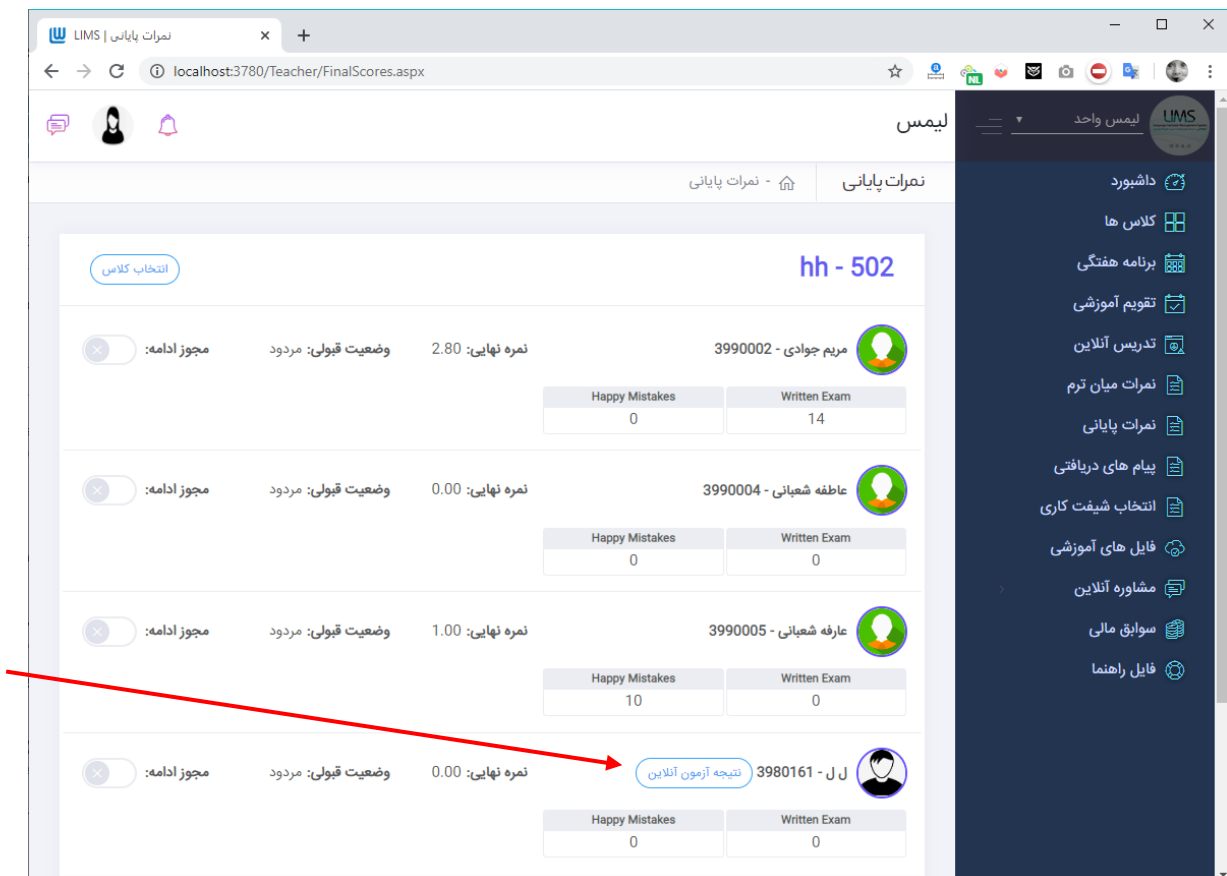 نمرات پایانی | LIMS
localhost:3780/Teacher/FinalScores.aspx
NL
LIMS
لیمس واحد
لیمس
نمرات پایانی
نمرات پایانی -
داشبورد
کلاس ها
برنامه هفتگی
تقویم آموزشی
تدریس آنلاین
نمرات میان ترم
نمرات پایانی
پیام های دریافتی
انتخاب شیفت کاری
فایل های آموزشی
مشاوره آنلاین
سوابق مالی
فایل راهنما
hh - 502
انتخاب کلاس
مریم جوادی - 3990002 نمره نهایی: 2.80 وضعیت قبولی: مردود مجوز ادامه:
Happy Mistakes Written Exam
0 14
عاطفه شعبانی - 3990004 نمره نهایی: 0.00 وضعیت قبولی: مردود مجوز ادامه:
Happy Mistakes Written Exam
0 0
عارفه شعبانی - 3990005 نمره نهایی: 1.00 وضعیت قبولی: مردود مجوز ادامه:
Happy Mistakes Written Exam
10 0
ل ل - 3980161 نتیجه آزمون آنلاین نمره نهایی: 0.00 وضعیت قبولی: مردود مجوز ادامه:
Happy Mistakes Written Exam
0 0